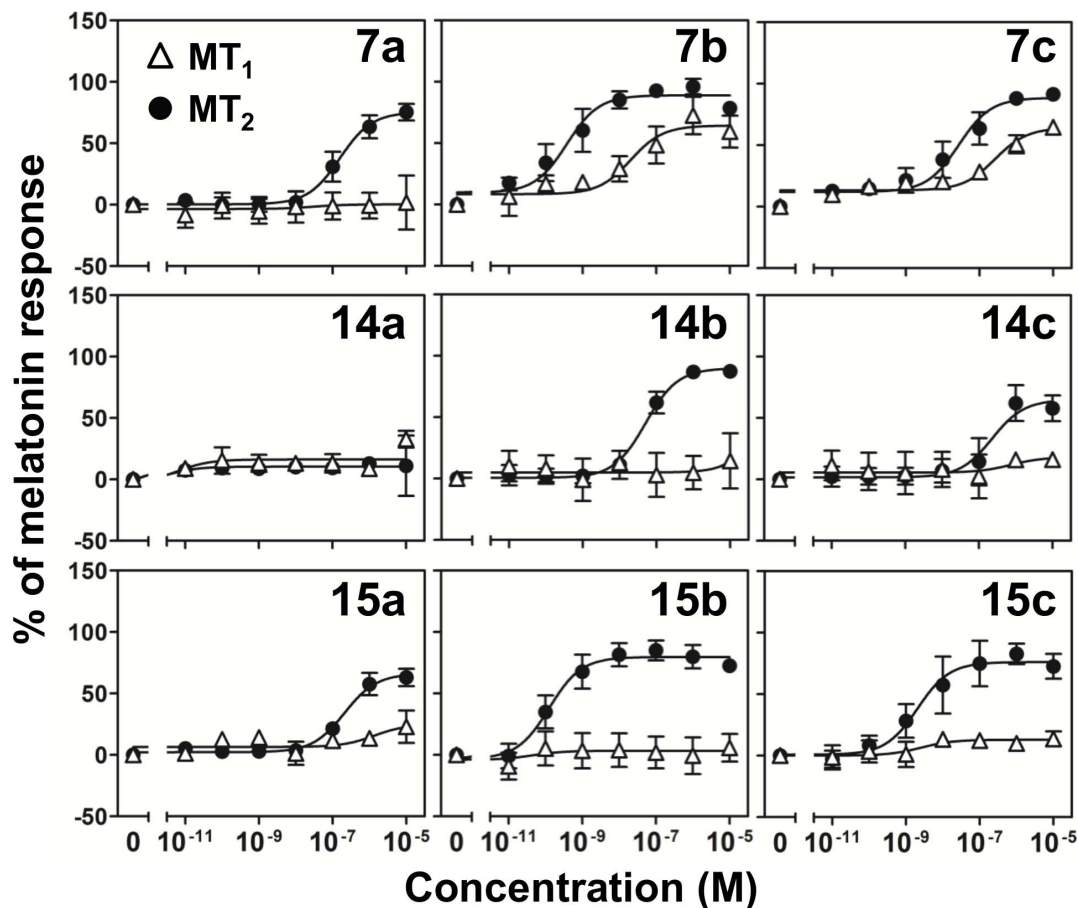 % of melatonin response
150
100
50
0
-50
7a
△ MT₁
● MT₂
7b
7c
150
100
50
0
-50
14a
14b
14c
150
100
50
0
-50
15a
15b
15c
0 10⁻¹¹ 10⁻⁹ 10⁻⁷ 10⁻⁵ 0 10⁻¹¹ 10⁻⁹ 10⁻⁷ 10⁻⁵ 0 10⁻¹¹ 10⁻⁹ 10⁻⁷ 10⁻⁵
Concentration (M)